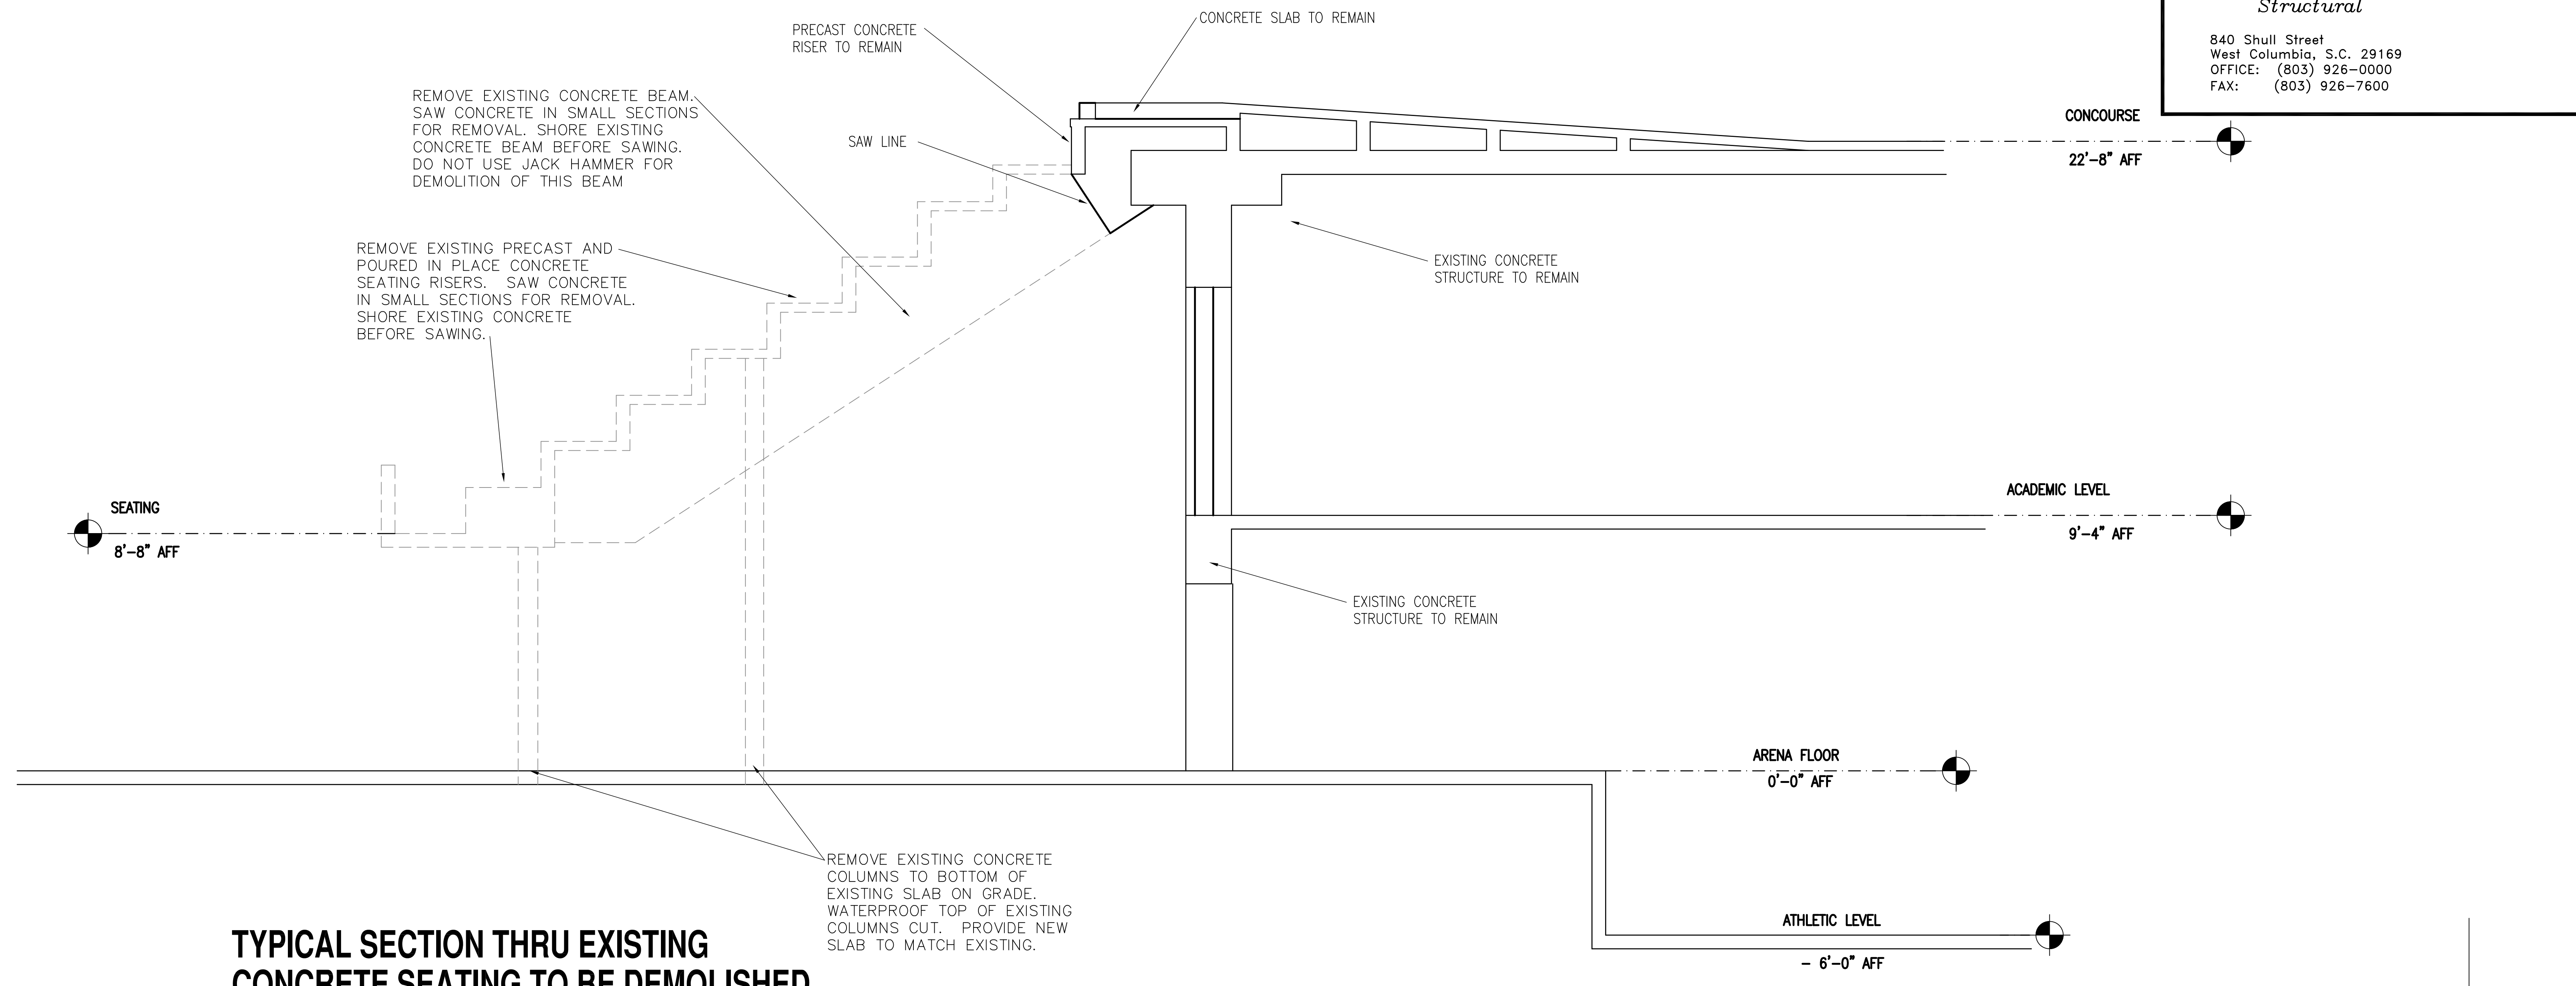 Structural
840 Shull Street
West Columbia, S.C. 29169
OFFICE: (803) 926-0000
FAX: (803) 926-7600
CONCRETE SLAB TO REMAIN
PRECAST CONCRETE
RISER TO REMAIN
REMOVE EXISTING CONCRETE BEAM.
SAW CONCRETE IN SMALL SECTIONS
FOR REMOVAL. SHORE EXISTING
CONCRETE BEAM BEFORE SAWING.
DO NOT USE JACK HAMMER FOR
DEMOLITION OF THIS BEAM
SAW LINE
CONCOURSE
22'-8" AFF
REMOVE EXISTING PRECAST AND
POURED IN PLACE CONCRETE
SEATING RISERS. SAW CONCRETE
IN SMALL SECTIONS FOR REMOVAL.
SHORE EXISTING CONCRETE
BEFORE SAWING.
EXISTING CONCRETE
STRUCTURE TO REMAIN
SEATING
8'-8" AFF
ACADEMIC LEVEL
9'-4" AFF
EXISTING CONCRETE
STRUCTURE TO REMAIN
ARENA FLOOR
0'-0" AFF
REMOVE EXISTING CONCRETE
COLUMNS TO BOTTOM OF
EXISTING SLAB ON GRADE.
WATERPROOF TOP OF EXISTING
COLUMNS CUT. PROVIDE NEW
SLAB TO MATCH EXISTING.
ATHLETIC LEVEL
- 6'-0" AFF
TYPICAL SECTION THRU EXISTING
CONCRETE SEATING TO BE DEMOLISHED